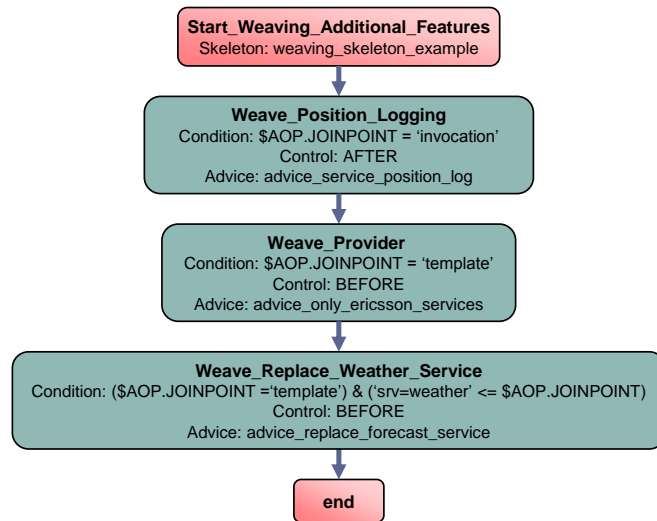 Start_Weaving_Additional_Features
Skeleton: weaving_skeleton_example
Weave_Position_Logging
Condition: $AOP.JOINPOINT = ‘invocation’
Control: AFTER
Advice: advice_service_position_log
Weave_Provider
Condition: $AOP.JOINPOINT = ‘template’
Control: BEFORE
Advice: advice_only_ericsson_services
Weave_Replace_Weather_Service
Condition: ($AOP.JOINPOINT =‘template’) & (‘srv=weather’ <= $AOP.JOINPOINT)
Control: BEFORE
Advice: advice_replace_forecast_service
end